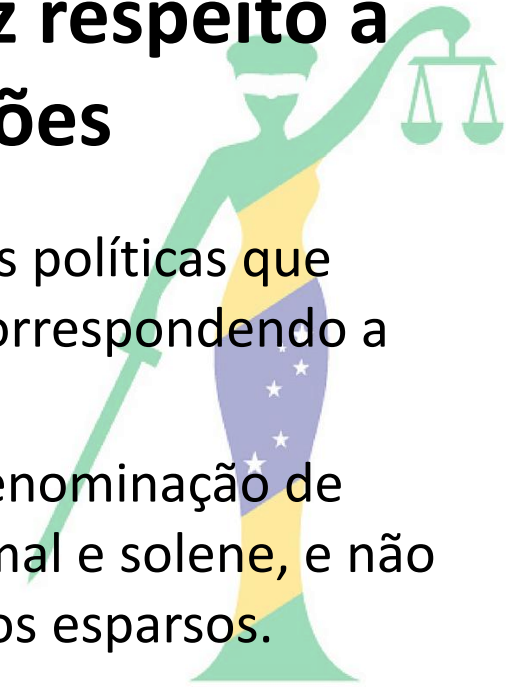 z respeito a
ões
s políticas que
orrespondendo a
enominação de
nal e solene, e não
os esparsos.